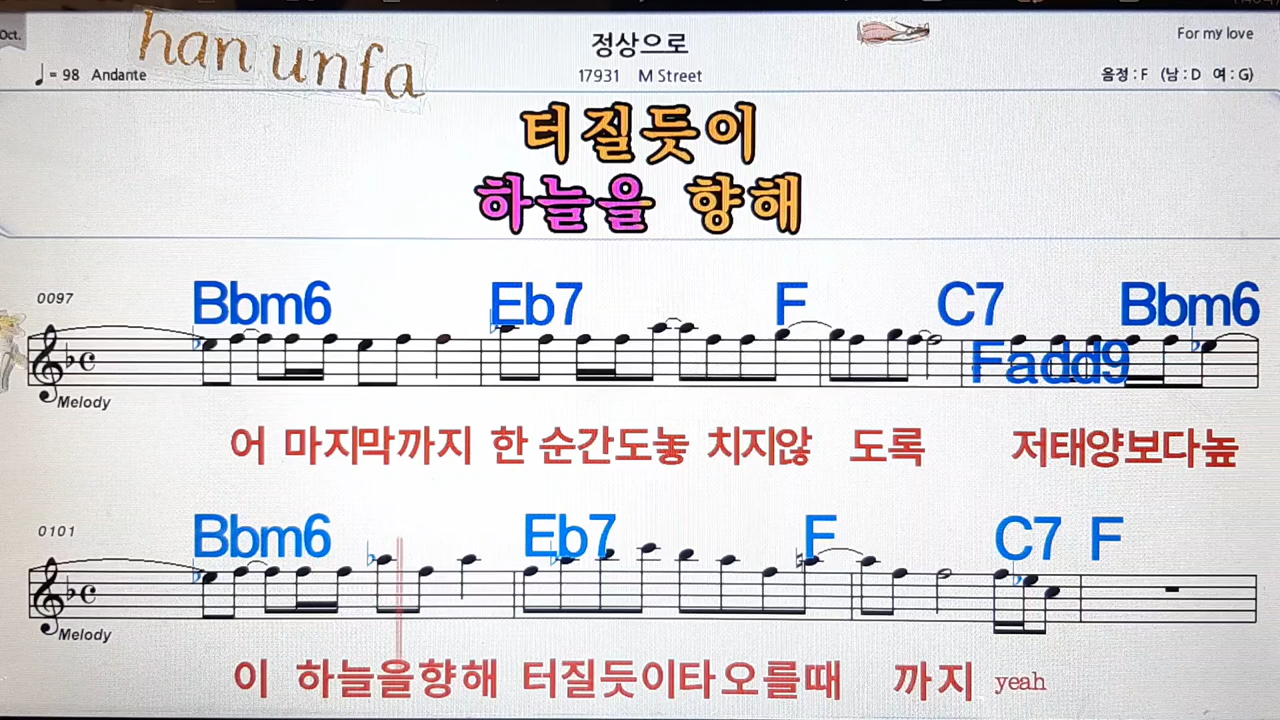 Oct.
han unfa
정상으로
For my love
♩= 98 Andante
17931 M Street
음정 : F (남 : D 여 : G)
터질듯이
하늘을 향해
0097
Bbm6 Eb7 F C7 Bbm6
Fadd9
Melody
어 마지막까지 한 순간도놓 치지않 도록 저태양보다높
0101
Bbm6 Eb7 F C7 F
Melody
이 하늘을향해 터질듯이타오를때 까지 yeah